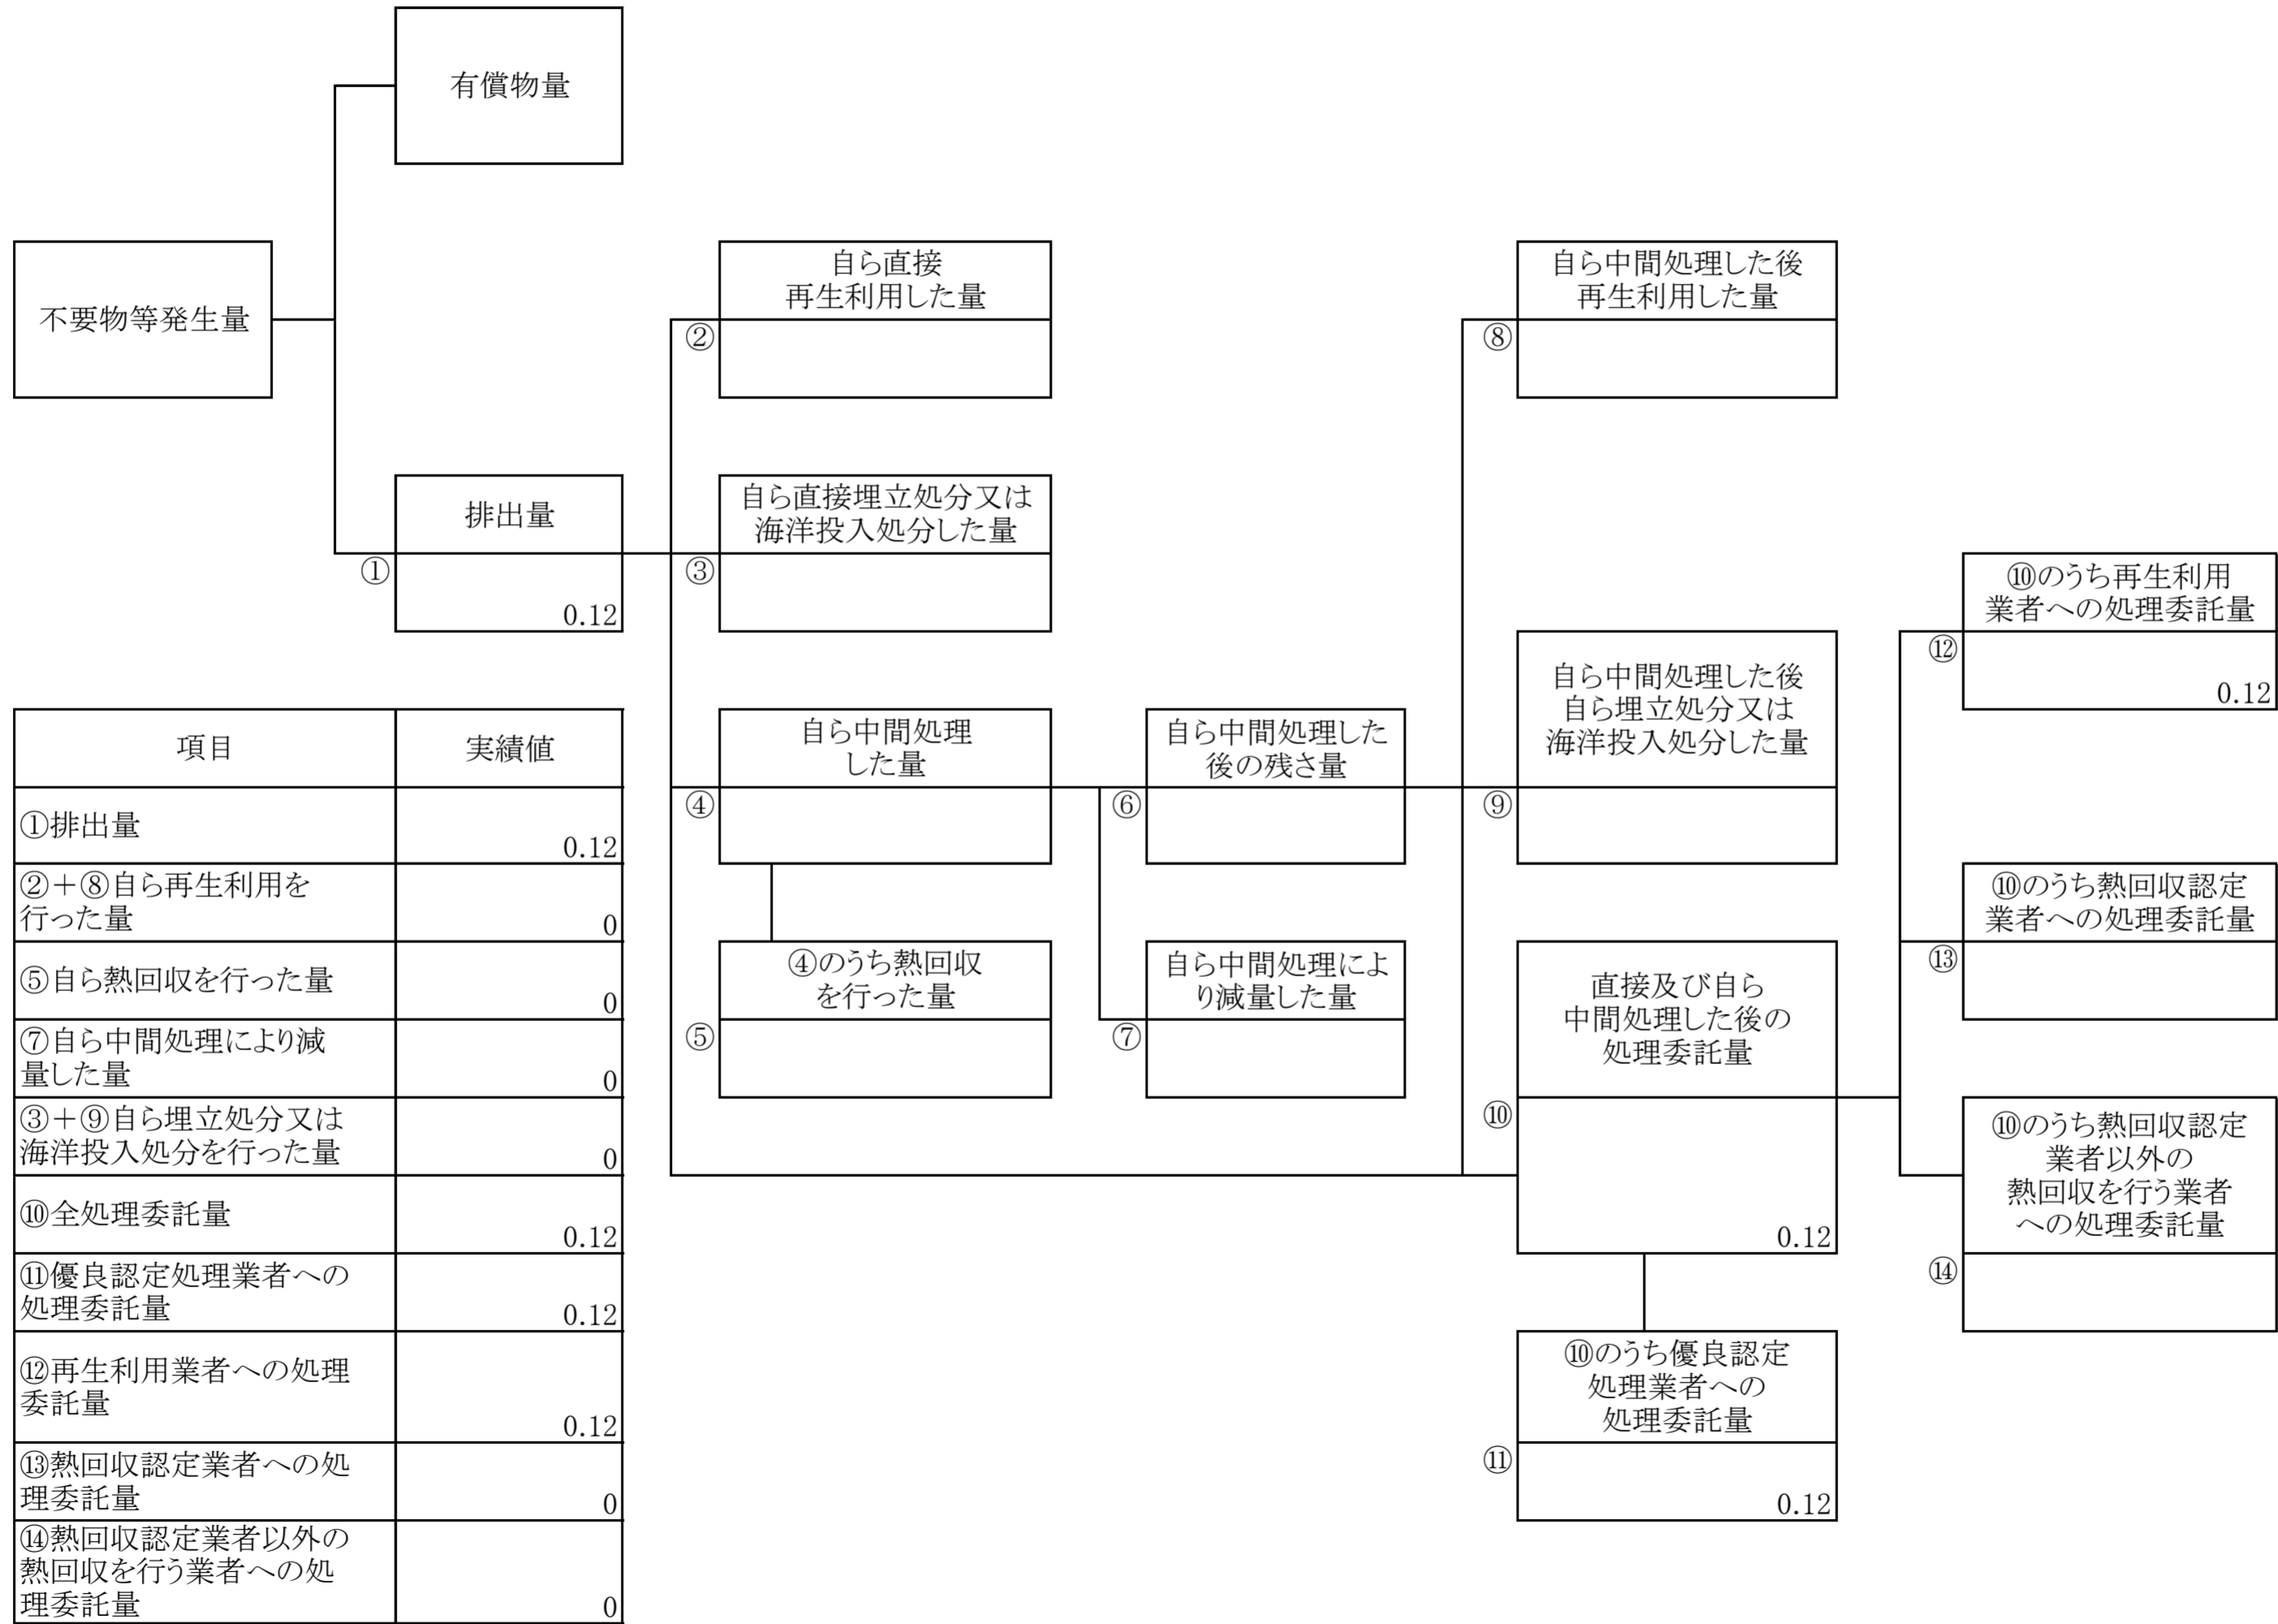 有償物量
不要物等発生量
自ら直接
再生利用した量
②
自ら中間処理した後
再生利用した量
⑧
排出量
①
0.12
自ら直接埋立処分又は
海洋投入処分した量
③
⑩のうち再生利用
業者への処理委託量
⑫
0.12
自ら中間処理
した量
④
自ら中間処理した
後の残さ量
⑥
自ら中間処理した後
自ら埋立処分又は
海洋投入処分した量
⑨
⑩のうち熱回収認定
業者への処理委託量
⑬
④のうち熱回収
を行った量
⑤
自ら中間処理によ
り減量した量
⑦
直接及び自ら
中間処理した後の
処理委託量
⑩
0.12
⑩のうち熱回収認定
業者以外の
熱回収を行う業者
への処理委託量
⑭
⑩のうち優良認定
処理業者への
処理委託量
⑪
0.12
項目 実績値
①排出量
0.12
②＋⑧自ら再生利用を
行った量
0
⑤自ら熱回収を行った量
0
⑦自ら中間処理により減
量した量
0
③＋⑨自ら埋立処分又は
海洋投入処分を行った量
0
⑩全処理委託量
0.12
⑪優良認定処理業者への
処理委託量
0.12
⑫再生利用業者への処理
委託量
0.12
⑬熱回収認定業者への処
理委託量
0
⑭熱回収認定業者以外の
熱回収を行う業者への処
理委託量
0